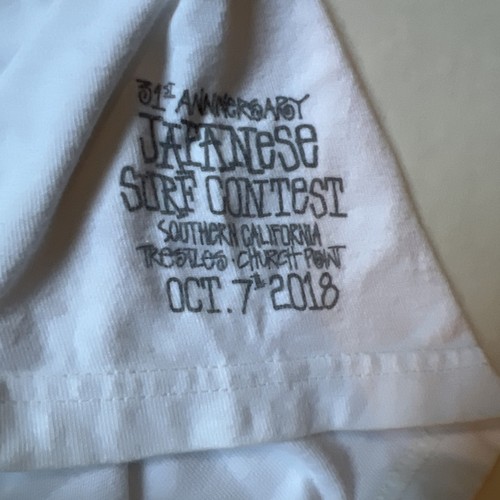 31st ANNIVERSARY
JAPANESE
SURF CONTEST
SOUTHERN CALIFORNIA
TRESTLES · CHURCH POINT
OCT. 7th 2018